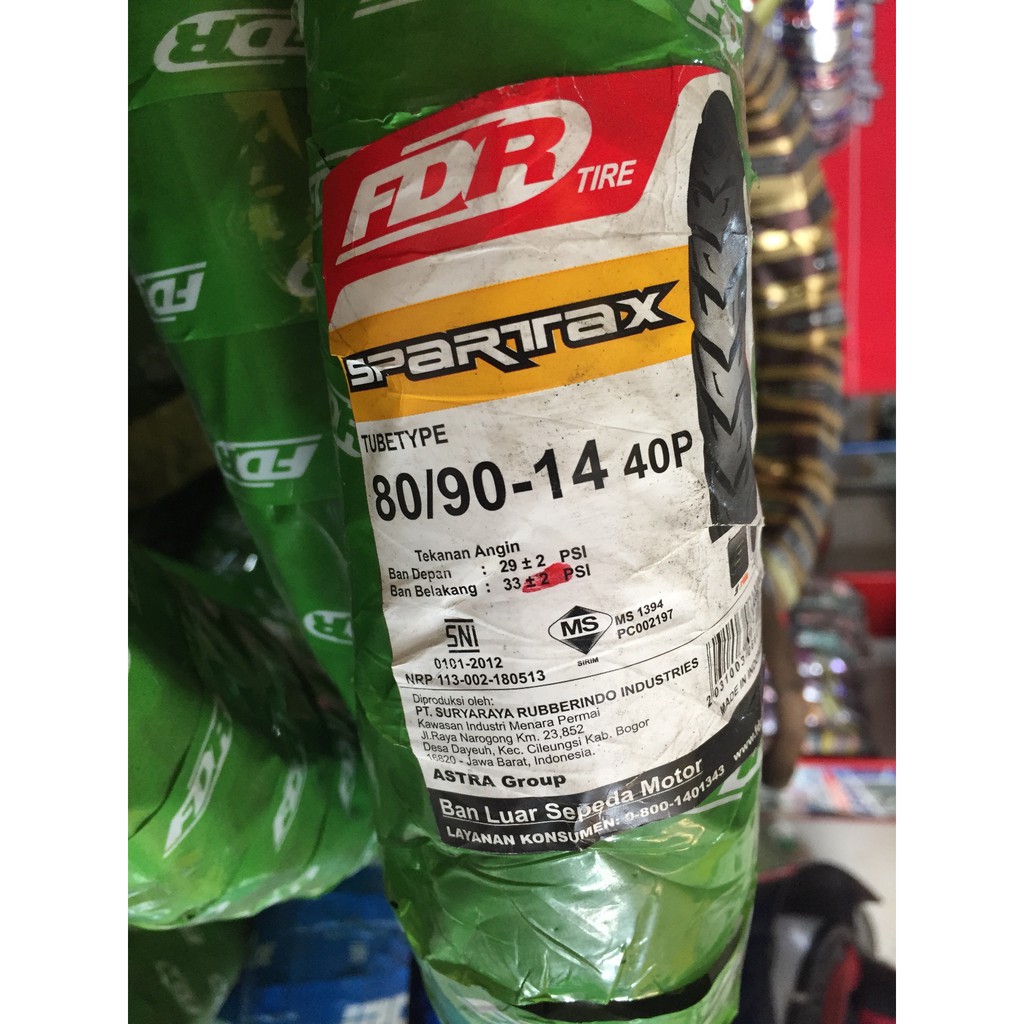 FDR TIRE
SPARTAX
TUBETYPE
80/90-14 40P
Tekanan Angin
Ban Depan : 29 ± 2 PSI
Ban Belakang : 33 ± 2 PSI
SNI
0101-2012
NRP 113-002-180513
MS
SIRIM
MS 1394
PC002197
Diproduksi oleh:
PT. SURYARAYA RUBBERINDO INDUSTRIES
Kawasan Industri Menara Permai
Jl.Raya Narogong Km. 23,852
Desa Dayeuh, Kec. Cileungsi Kab. Bogor
16820 - Jawa Barat, Indonesia.
ASTRA Group
MADE IN
Ban Luar Sepeda Motor
LAYANAN KONSUMEN: 0-800-1401343
FDR
FDR
FDR
FDR
FDR